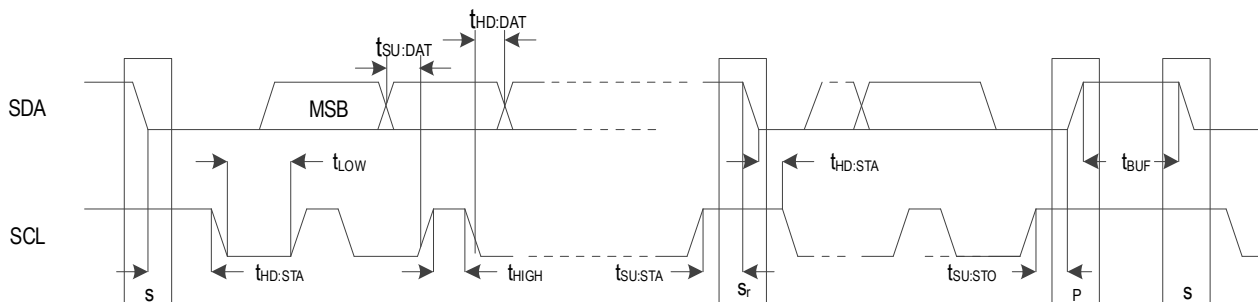 tHD:DAT
tSU:DAT
SDA
MSB
tLOW
tHD:STA
tBUF
SCL
tHD:STA
tHIGH
tSU:STA
tSU:STO
S
Sr
P
S